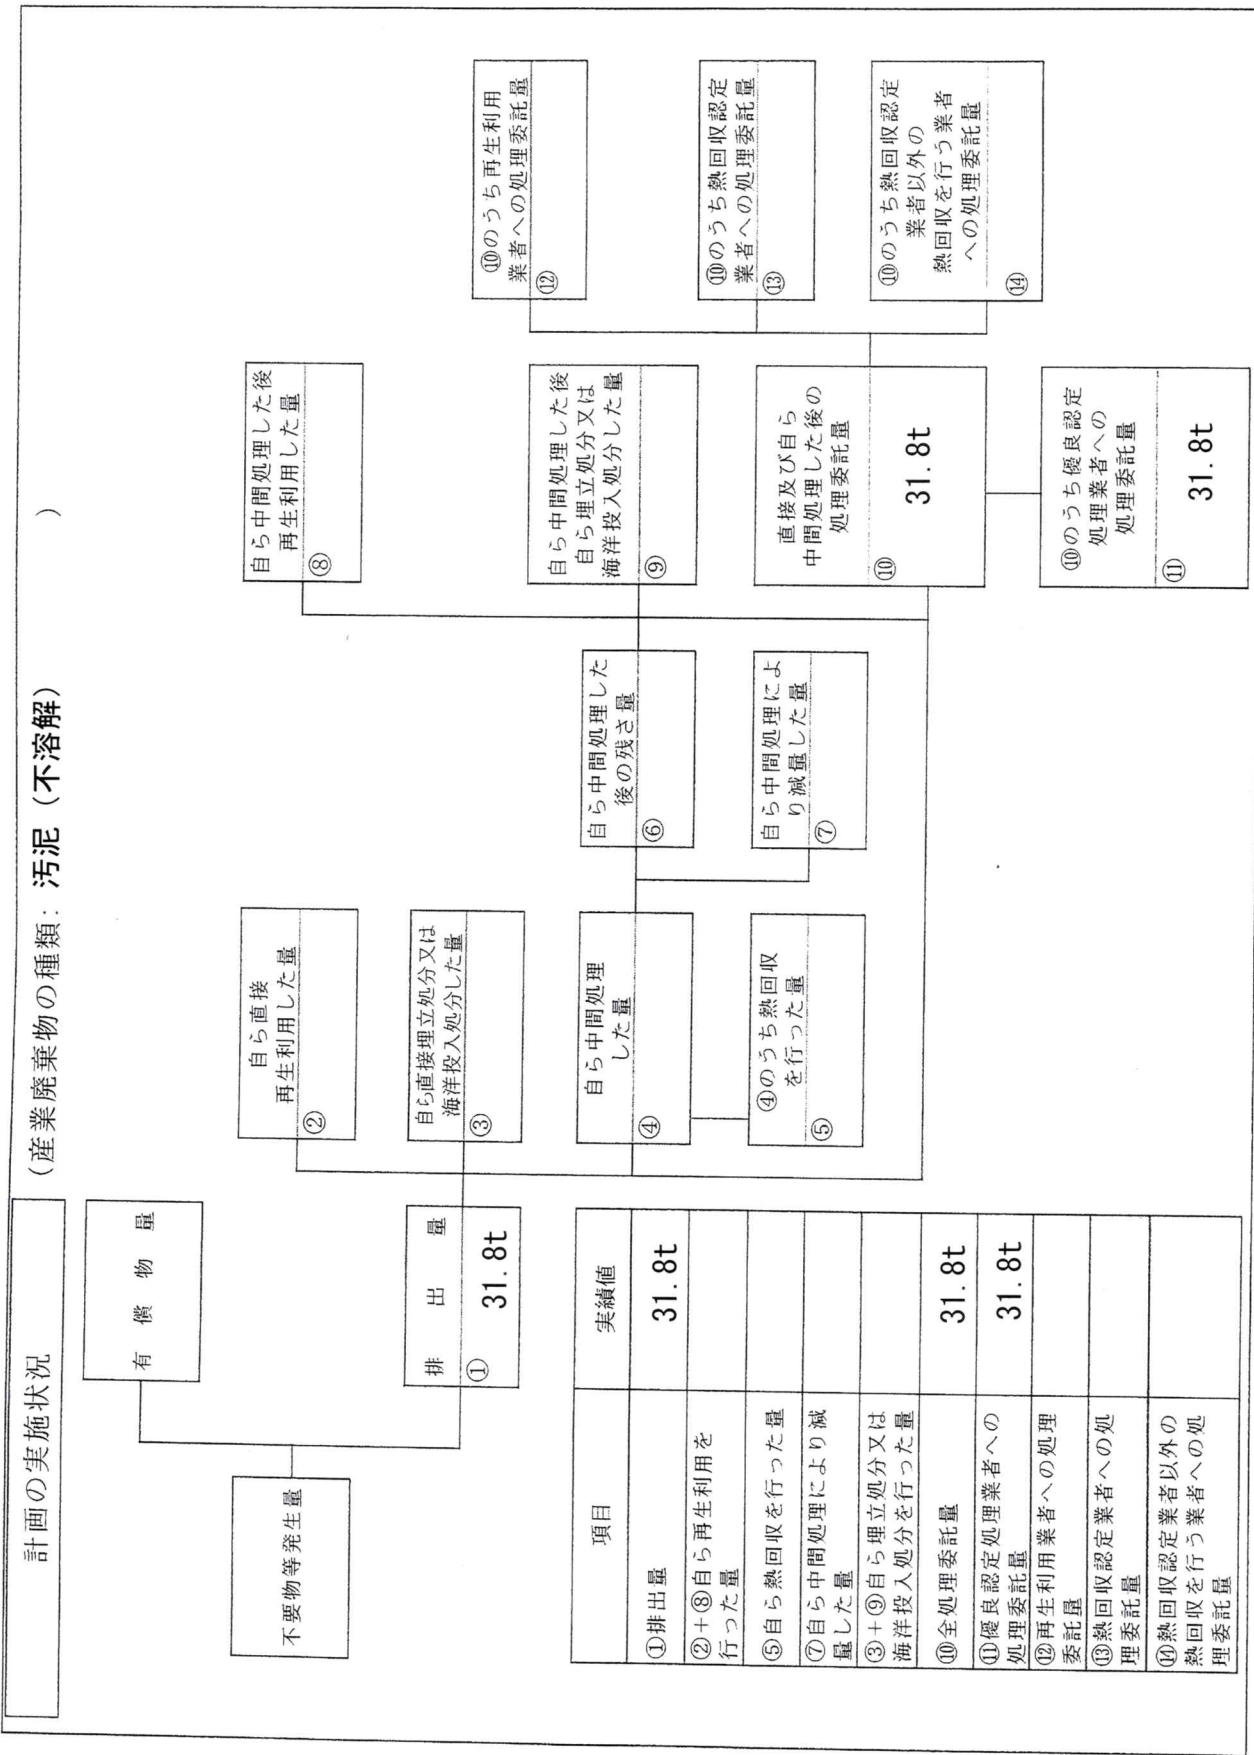 計画の実施状況
(産業廃棄物の種類: 汚泥 (不溶解) )
不要物等発生量
有 償 物 量
排 出 量
① 31.8t
自ら直接
再生利用した量
②
自ら直接埋立処分又は
海洋投入処分した量
③
自ら中間処理
した量
④
④のうち熱回収
を行った量
⑤
自ら中間処理した
後の残さ量
⑥
自ら中間処理によ
り減量した量
⑦
自ら中間処理した後
再生利用した量
⑧
自ら中間処理した後
自ら埋立処分又は
海洋投入処分した量
⑨
直接及び自ら
中間処理した後の
処理委託量
⑩ 31.8t
⑩のうち優良認定
処理業者への
処理委託量
⑪ 31.8t
⑩のうち再生利用
業者への処理委託量
⑫
⑩のうち熱回収認定
業者への処理委託量
⑬
⑩のうち熱回収認定
業者以外の
熱回収を行う業者
への処理委託量
⑭
項目 実績値
①排出量 31.8t
②+⑧自ら再生利用を
行った量
⑤自ら熱回収を行った量
⑦自ら中間処理により減
量した量
③+⑨自ら埋立処分又は
海洋投入処分を行った量
⑩全処理委託量 31.8t
⑪優良認定処理業者への
処理委託量 31.8t
⑫再生利用業者への処理
委託量
⑬熱回収認定業者への処
理委託量
⑭熱回収認定業者以外の
熱回収を行う業者への処
理委託量